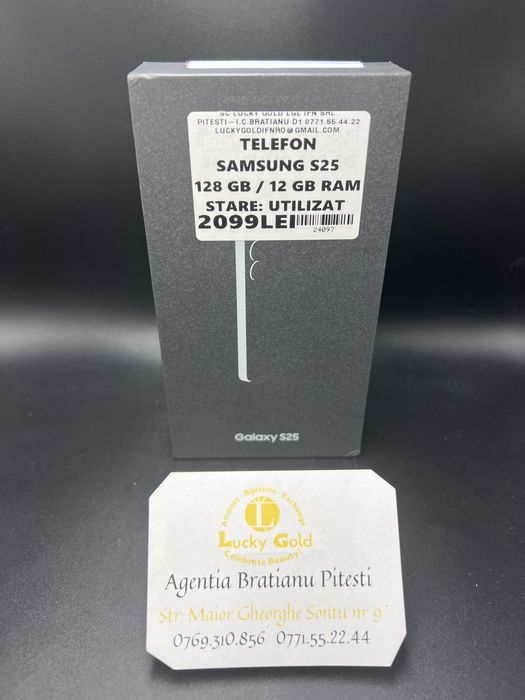 SC LUCKY GOLD LGL IFN SRL
PITESTI-I.C.BRATIANU.D1 0771.55.44.22
LUCKYGOLDIFNRO@GMAIL.COM
TELEFON
SAMSUNG S25
128 GB / 12 GB RAM
STARE: UTILIZAT
2099LEI
24097
Galaxy S25
Amanet - Bijuterie - Exchange
L
Lucky Gold
Celebrate Beauty!
Agentia Bratianu Pitesti
Str. Maior Gheorghe Sontu nr 9
0769.310.856 0771.55.22.44